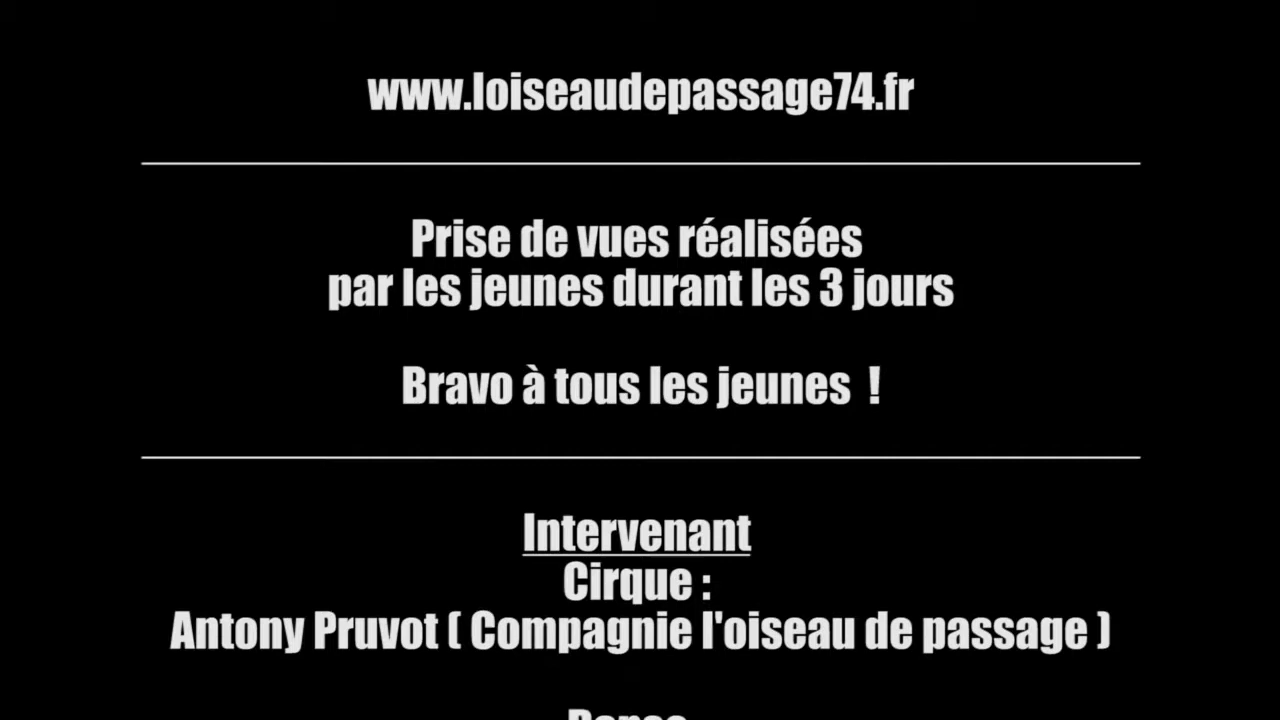 www.loiseaudepassage74.fr
Prise de vues réalisées
par les jeunes durant les 3 jours
Bravo à tous les jeunes  !
Intervenant
Cirque :
Antony Pruvot ( Compagnie l'oiseau de passage )